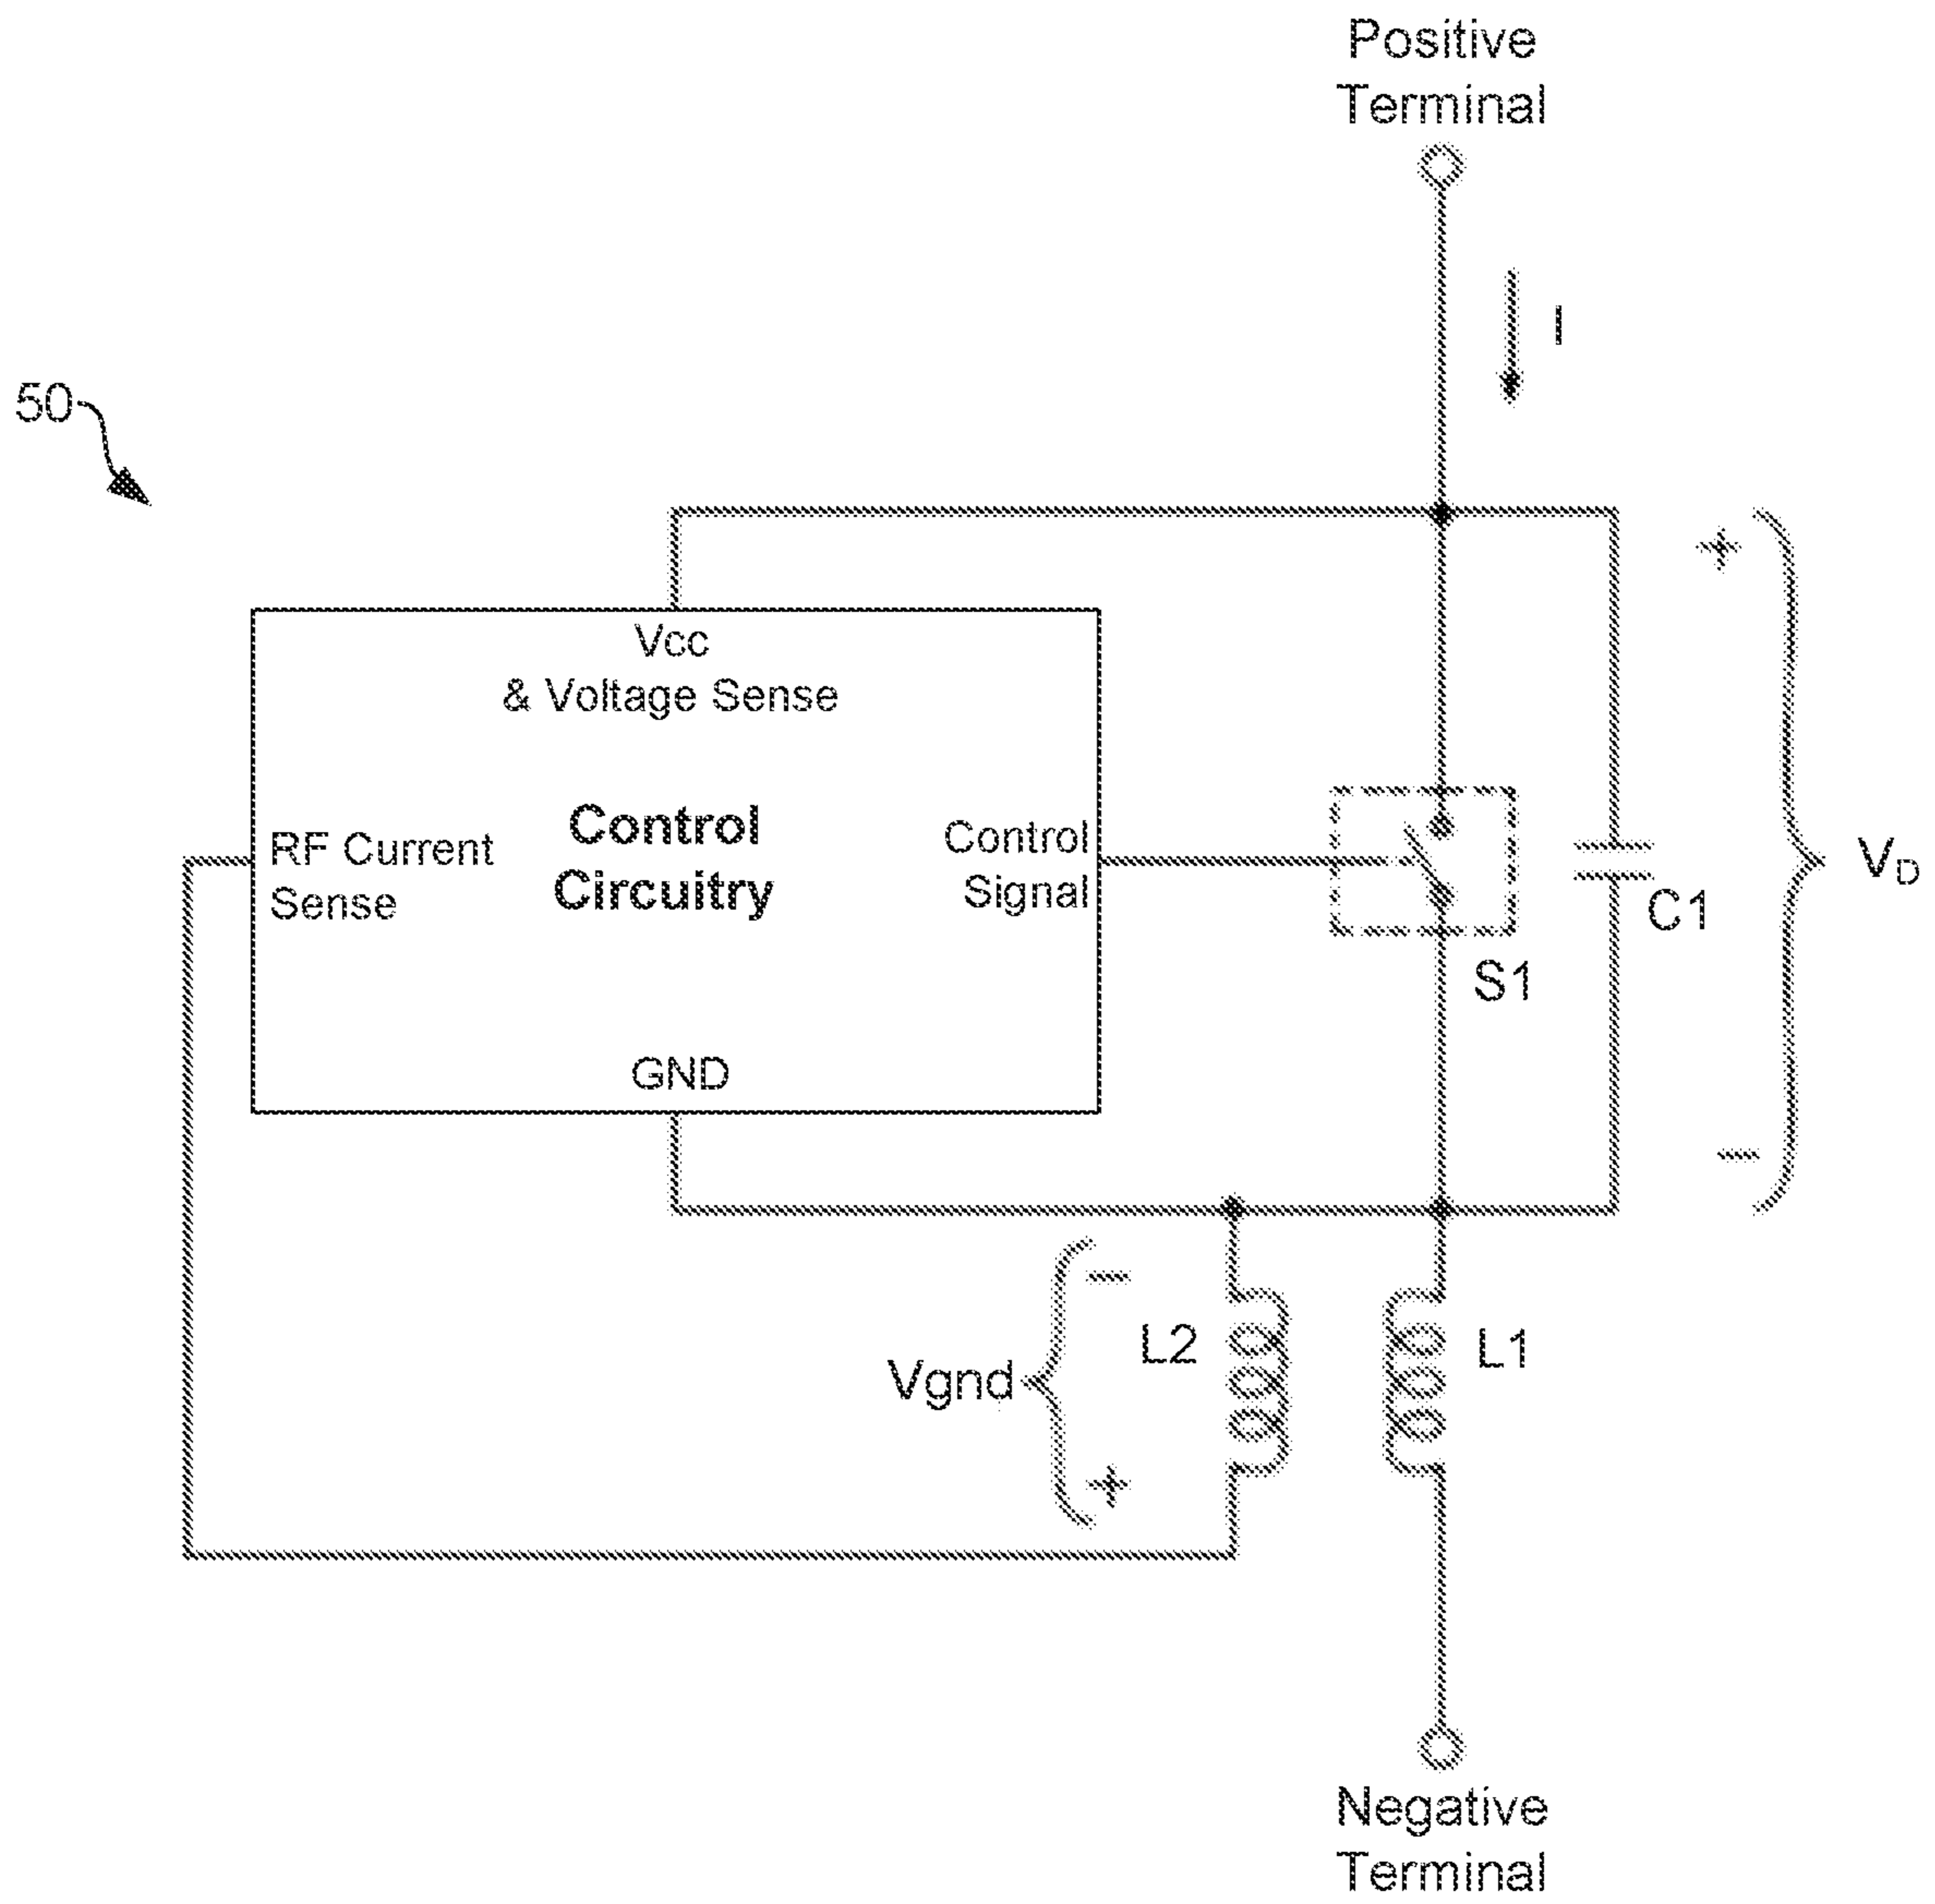 Positive
Terminal
I
50
+
Vcc
& Voltage Sense
Control
Circuitry
RF Current
Sense
Control
Signal
GND
S1
C1
VD
−
−
Vgnd
L2
L1
+
Negative
Terminal